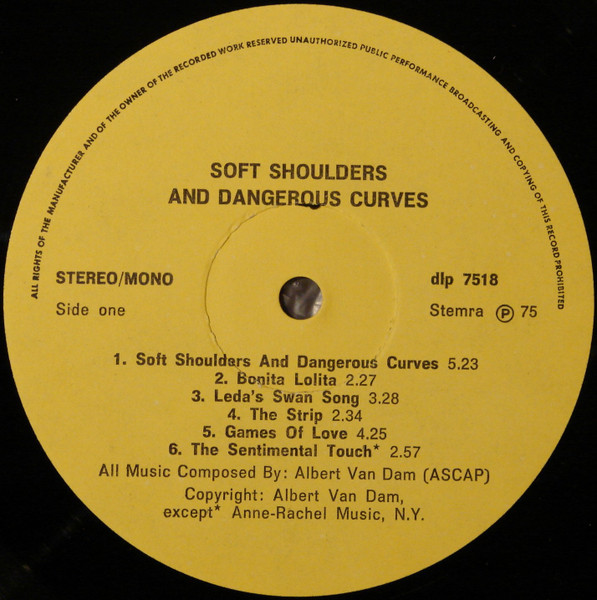 ALL RIGHTS OF THE MANUFACTURER AND OF THE OWNER OF THE RECORDED WORK RESERVED UNAUTHORIZED PUBLIC PERFORMANCE BROADCASTING AND COPYING OF THIS RECORD PROHIBITED
SOFT SHOULDERS
AND DANGEROUS CURVES
STEREO/MONO dlp 7518
Side one Stemra Ⓟ 75
1. Soft Shoulders And Dangerous Curves 5.23
2. Bonita Lolita 2.27
3. Leda's Swan Song 3.28
4. The Strip 2.34
5. Games Of Love 4.25
6. The Sentimental Touch* 2.57
All Music Composed By: Albert Van Dam (ASCAP)
Copyright: Albert Van Dam,
except* Anne-Rachel Music, N.Y.